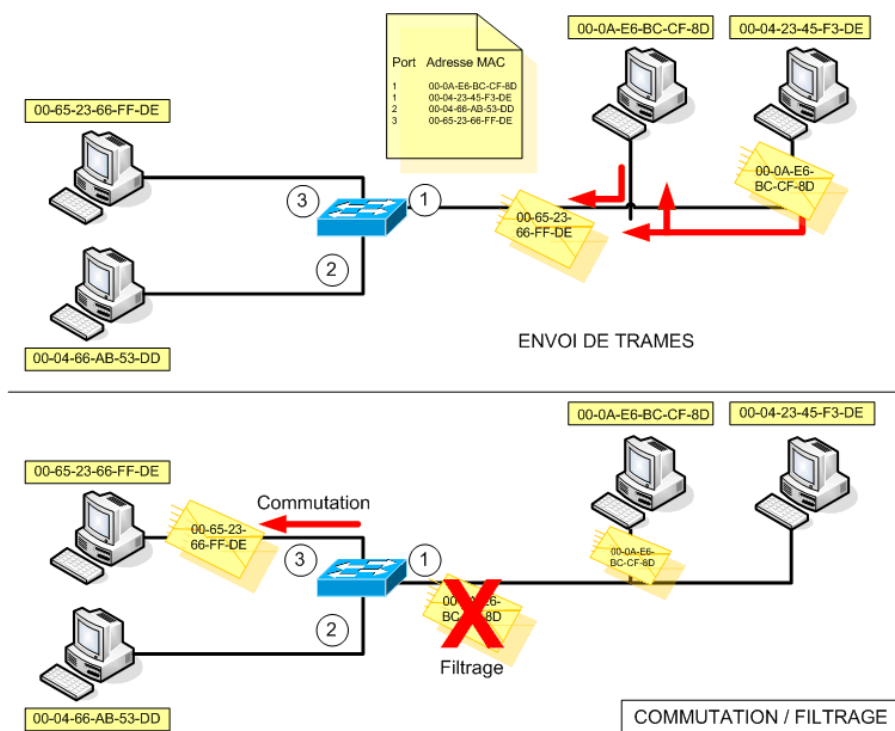 00-0A-E6-BC-CF-8D
00-04-23-45-F3-DE
Port Adresse MAC
1 00-0A-E6-BC-CF-8D
1 00-04-23-45-F3-DE
2 00-04-66-AB-53-DD
3 00-65-23-66-FF-DE
00-65-23-66-FF-DE
00-0A-E6-
BC-CF-8D
3
1
00-65-23-
66-FF-DE
2
ENVOI DE TRAMES
00-04-66-AB-53-DD
00-0A-E6-BC-CF-8D
00-04-23-45-F3-DE
00-65-23-66-FF-DE
Commutation
00-65-23-
66-FF-DE
3
1
00-0A-E6-
BC-CF-8D
00-0A-E6-
BC-CF-8D
2
Filtrage
00-04-66-AB-53-DD
COMMUTATION / FILTRAGE